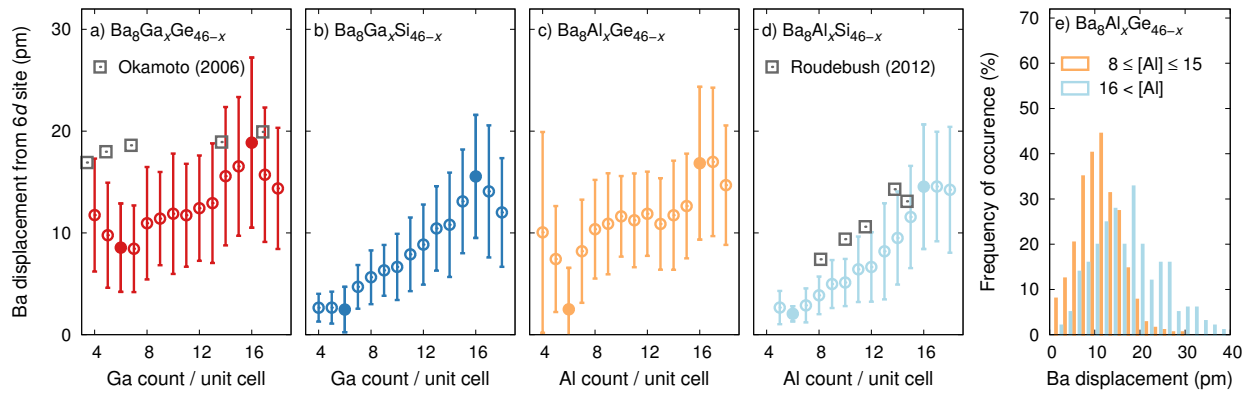 Ba displacement from 6d site (pm)
0
10
20
30
a) Ba8GaxGe46−x
Okamoto (2006)
4
8
12
16
Ga count / unit cell
b) Ba8GaxSi46−x
4
8
12
16
Ga count / unit cell
c) Ba8AlxGe46−x
4
8
12
16
Al count / unit cell
d) Ba8AlxSi46−x
Roudebush (2012)
4
8
12
16
Al count / unit cell
Frequency of occurence (%)
0
10
20
30
40
50
60
70
e) Ba8AlxGe46−x
8 ≤ [Al] ≤ 15
16 < [Al]
0
10
20
30
40
Ba displacement (pm)